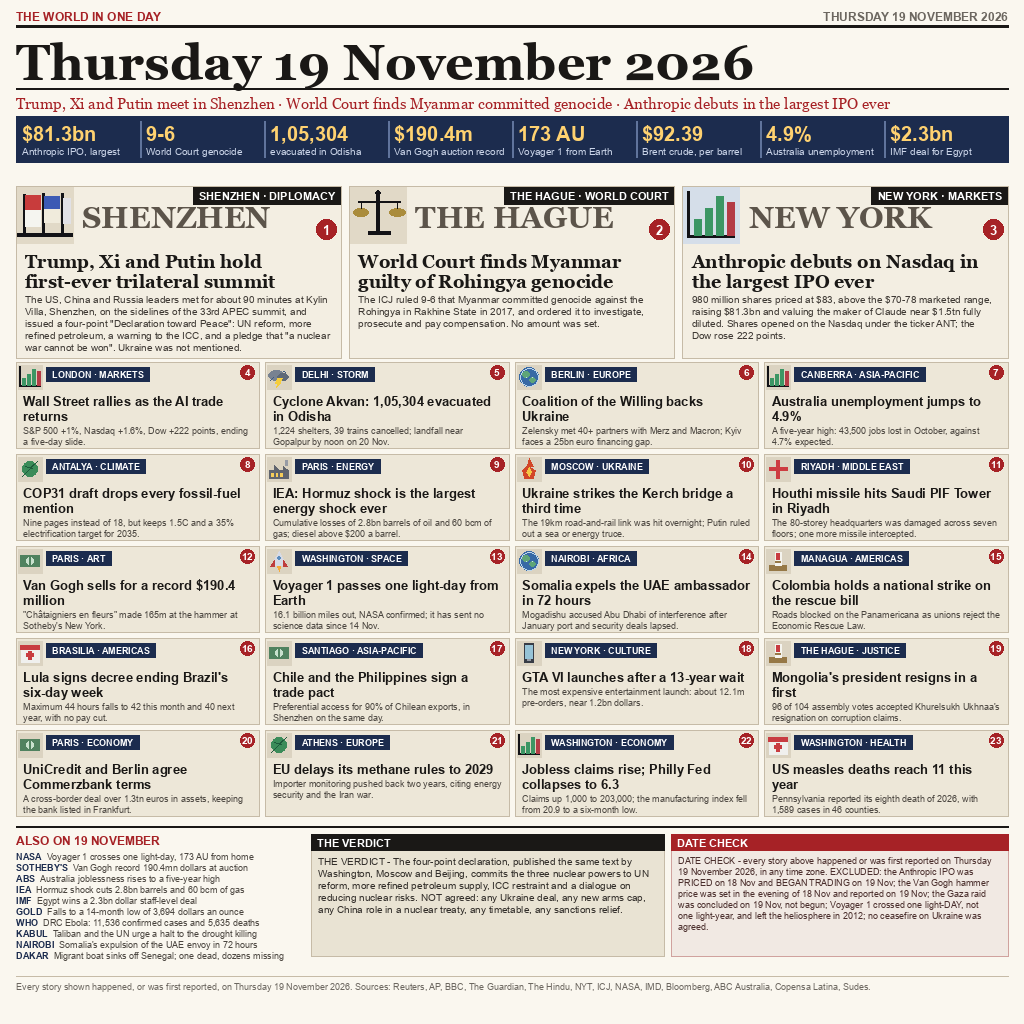 THE WORLD IN ONE DAY
THURSDAY 19 NOVEMBER 2026
Thursday 19 November 2026
Trump, Xi and Putin meet in Shenzhen · World Court finds Myanmar committed genocide · Anthropic debuts in the largest IPO ever
$81.3bn
Anthropic IPO, largest
9-6
World Court genocide
1,05,304
evacuated in Odisha
$190.4m
Van Gogh auction record
173 AU
Voyager 1 from Earth
$92.39
Brent crude, per barrel
4.9%
Australia unemployment
$2.3bn
IMF deal for Egypt
SHENZHEN · DIPLOMACY
SHENZHEN
1
Trump, Xi and Putin hold
first-ever trilateral summit
The US, China and Russia leaders met for about 90 minutes at Kylin
Villa, Shenzhen, on the sidelines of the 33rd APEC summit, and
issued a four-point "Declaration toward Peace": UN reform, more
refined petroleum, a warning to the ICC, and a pledge that "a nuclear
war cannot be won". Ukraine was not mentioned.
THE HAGUE · WORLD COURT
THE HAGUE
2
World Court finds Myanmar
guilty of Rohingya genocide
The ICJ ruled 9-6 that Myanmar committed genocide against the
Rohingya in Rakhine State in 2017, and ordered it to investigate,
prosecute and pay compensation. No amount was set.
NEW YORK · MARKETS
NEW YORK
3
Anthropic debuts on Nasdaq in
the largest IPO ever
980 million shares priced at $83, above the $70-78 marketed range,
raising $81.3bn and valuing the maker of Claude near $1.5tn fully
diluted. Shares opened on the Nasdaq under the ticker ANT; the
Dow rose 222 points.
LONDON · MARKETS
4
Wall Street rallies as the AI trade
returns
S&P 500 +1%, Nasdaq +1.6%, Dow +222 points, ending
a five-day slide.
DELHI · STORM
5
Cyclone Akvan: 1,05,304 evacuated
in Odisha
1,224 shelters, 39 trains cancelled; landfall near
Gopalpur by noon on 20 Nov.
BERLIN · EUROPE
6
Coalition of the Willing backs
Ukraine
Zelensky met 40+ partners with Merz and Macron; Kyiv
faces a 25bn euro financing gap.
CANBERRA · ASIA-PACIFIC
7
Australia unemployment jumps to
4.9%
A five-year high: 43,500 jobs lost in October, against
4.7% expected.
ANTALYA · CLIMATE
8
COP31 draft drops every fossil-fuel
mention
Nine pages instead of 18, but keeps 1.5C and a 35%
electrification target for 2035.
PARIS · ENERGY
9
IEA: Hormuz shock is the largest
energy shock ever
Cumulative losses of 2.8bn barrels of oil and 60 bcm of
gas; diesel above $200 a barrel.
MOSCOW · UKRAINE
10
Ukraine strikes the Kerch bridge a
third time
The 19km road-and-rail link was hit overnight; Putin ruled
out a sea or energy truce.
RIYADH · MIDDLE EAST
11
Houthi missile hits Saudi PIF Tower
in Riyadh
The 80-storey headquarters was damaged across seven
floors; one more missile intercepted.
PARIS · ART
12
Van Gogh sells for a record $190.4
million
"Châtaigniers en fleurs" made 165m at the hammer at
Sotheby's New York.
WASHINGTON · SPACE
13
Voyager 1 passes one light-day from
Earth
16.1 billion miles out, NASA confirmed; it has sent no
science data since 14 Nov.
NAIROBI · AFRICA
14
Somalia expels the UAE ambassador
in 72 hours
Mogadishu accused Abu Dhabi of interference after
January port and security deals lapsed.
MANAGUA · AMERICAS
15
Colombia holds a national strike on
the rescue bill
Roads blocked on the Panamericana as unions reject the
Economic Rescue Law.
BRASILIA · AMERICAS
16
Lula signs decree ending Brazil's
six-day week
Maximum 44 hours falls to 42 this month and 40 next
year, with no pay cut.
SANTIAGO · ASIA-PACIFIC
17
Chile and the Philippines sign a
trade pact
Preferential access for 90% of Chilean exports, in
Shenzhen on the same day.
NEW YORK · CULTURE
18
GTA VI launches after a 13-year wait
The most expensive entertainment launch: about 12.1m
pre-orders, near 1.2bn dollars.
THE HAGUE · JUSTICE
19
Mongolia's president resigns in a
first
96 of 104 assembly votes accepted Khurelsukh Ukhnaa's
resignation on corruption claims.
PARIS · ECONOMY
20
UniCredit and Berlin agree
Commerzbank terms
A cross-border deal over 1.3tn euros in assets, keeping
the bank listed in Frankfurt.
ATHENS · EUROPE
21
EU delays its methane rules to 2029
Importer monitoring pushed back two years, citing energy
security and the Iran war.
WASHINGTON · ECONOMY
22
Jobless claims rise; Philly Fed
collapses to 6.3
Claims up 1,000 to 203,000; the manufacturing index fell
from 20.9 to a six-month low.
WASHINGTON · HEALTH
23
US measles deaths reach 11 this
year
Pennsylvania reported its eighth death of 2026, with
1,589 cases in 46 counties.
ALSO ON 19 NOVEMBER
NASA Voyager 1 crosses one light-day, 173 AU from home
SOTHEBY'S Van Gogh record 190.4mn dollars at auction
ABS Australia joblessness rises to a five-year high
IEA Hormuz shock cuts 2.8bn barrels and 60 bcm of gas
IMF Egypt wins a 2.3bn dollar staff-level deal
GOLD Falls to a 14-month low of 3,694 dollars an ounce
WHO DRC Ebola: 11,536 confirmed cases and 5,635 deaths
KABUL Taliban and the UN urge a halt to the drought killing
NAIROBI Somalia's expulsion of the UAE envoy in 72 hours
DAKAR Migrant boat sinks off Senegal; one dead, dozens missing
THE VERDICT
THE VERDICT - The four-point declaration, published the same text by
Washington, Moscow and Beijing, commits the three nuclear powers to UN
reform, more refined petroleum supply, ICC restraint and a dialogue on
reducing nuclear risks. NOT agreed: any Ukraine deal, any new arms cap,
any China role in a nuclear treaty, any timetable, any sanctions relief.
DATE CHECK
DATE CHECK - every story above happened or was first reported on Thursday
19 November 2026, in any time zone. EXCLUDED: the Anthropic IPO was
PRICED on 18 Nov and BEGAN TRADING on 19 Nov; the Van Gogh hammer
price was set in the evening of 18 Nov and reported on 19 Nov; the Gaza raid
was concluded on 19 Nov, not begun; Voyager 1 crossed one light-DAY, not
one light-year, and left the heliosphere in 2012; no ceasefire on Ukraine was
agreed.
Every story shown happened, or was first reported, on Thursday 19 November 2026. Sources: Reuters, AP, BBC, The Guardian, The Hindu, NYT, ICJ, NASA, IMD, Bloomberg, ABC Australia, Copensa Latina, Sudes.